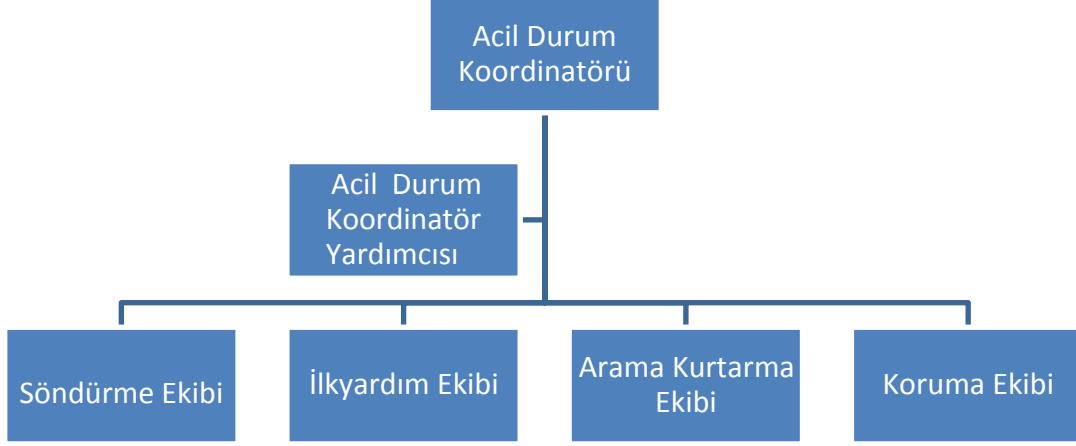 Acil Durum
Koordinatörü
Acil Durum
Koordinatör
Yardımcısı
Söndürme Ekibi
İlkyardım Ekibi
Arama Kurtarma
Ekibi
Koruma Ekibi